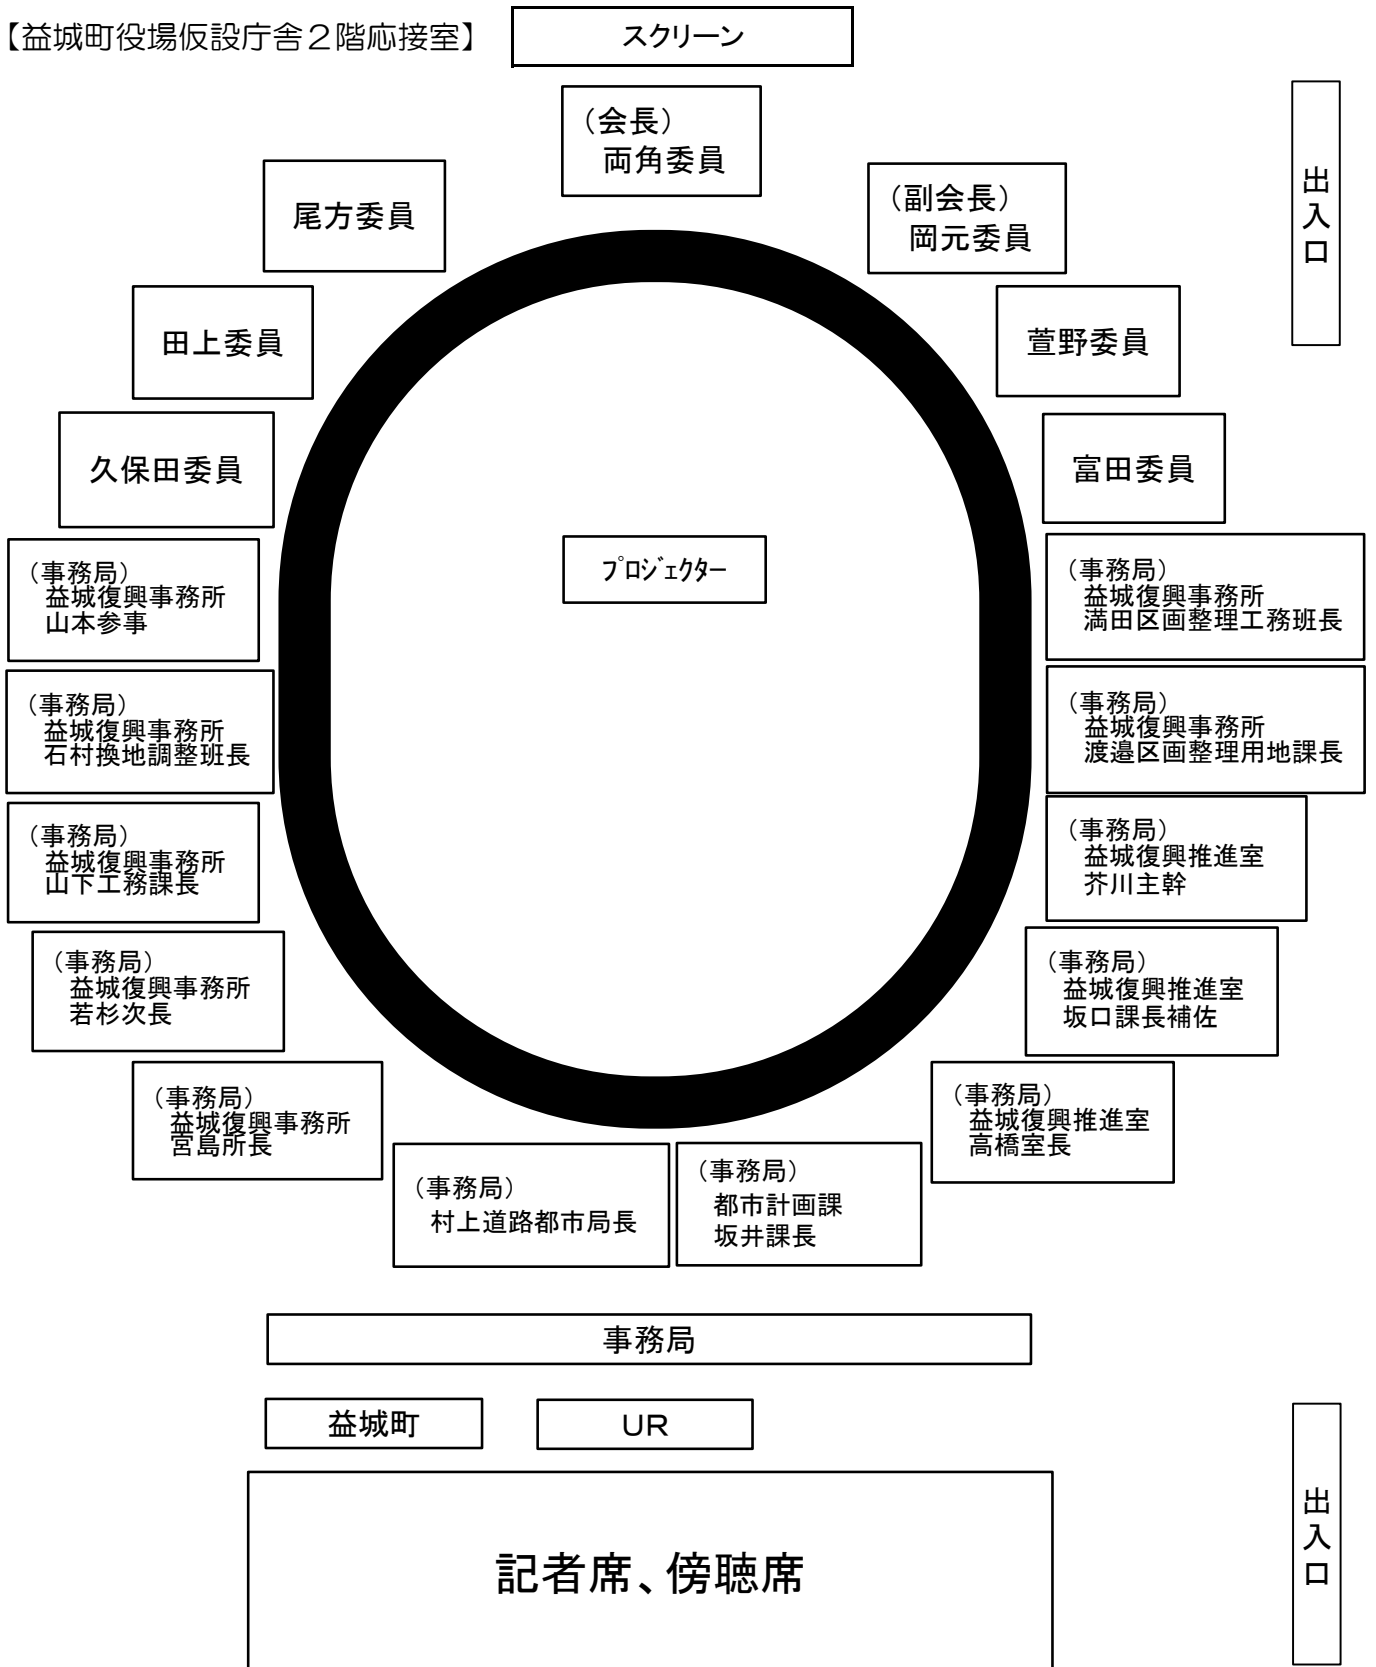 【益城町役場仮設庁舎２階応接室】
スクリーン
（会長）
両角委員
出入口
尾方委員
（副会長）
岡元委員
田上委員
萱野委員
久保田委員
富田委員
ﾌﾟﾛｼﾞｪｸﾀｰ
（事務局）
益城復興事務所
山本参事
（事務局）
益城復興事務所
満田区画整理工務班長
（事務局）
益城復興事務所
石村換地調整班長
（事務局）
益城復興事務所
渡邉区画整理用地課長
（事務局）
益城復興事務所
山下工務課長
（事務局）
益城復興推進室
芥川主幹
（事務局）
益城復興事務所
若杉次長
（事務局）
益城復興推進室
坂口課長補佐
（事務局）
益城復興事務所
宮島所長
（事務局）
益城復興推進室
高橋室長
（事務局）
村上道路都市局長
（事務局）
都市計画課
坂井課長
事務局
益城町
ＵＲ
出入口
記者席、傍聴席